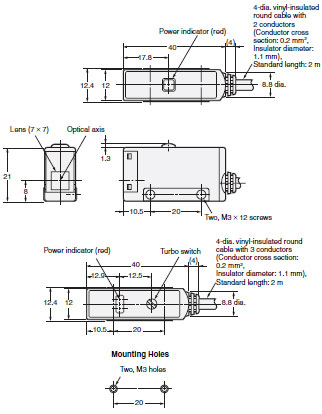 4-dia. vinyl-insulated
round cable with
2 conductors
(Conductor cross
section: 0.2 mm²,
Insulator diameter:
1.1 mm),
Standard length: 2 m
Power indicator (red)
40
(4)
17.8
12.4
12
8.8 dia.
Lens (7 × 7)
Optical axis
1.3
21
8
10.5
20
Two, M3 × 12 screws
4-dia. vinyl-insulated round
cable with 3 conductors
(Conductor cross section:
0.2 mm²,
Insulator diameter: 1.1 mm),
Standard length: 2 m
Power indicator (red)
Turbo switch
40
(4)
12.9
12.5
12.4
12
8.8 dia.
10.5
20
Mounting Holes
Two, M3 holes
20